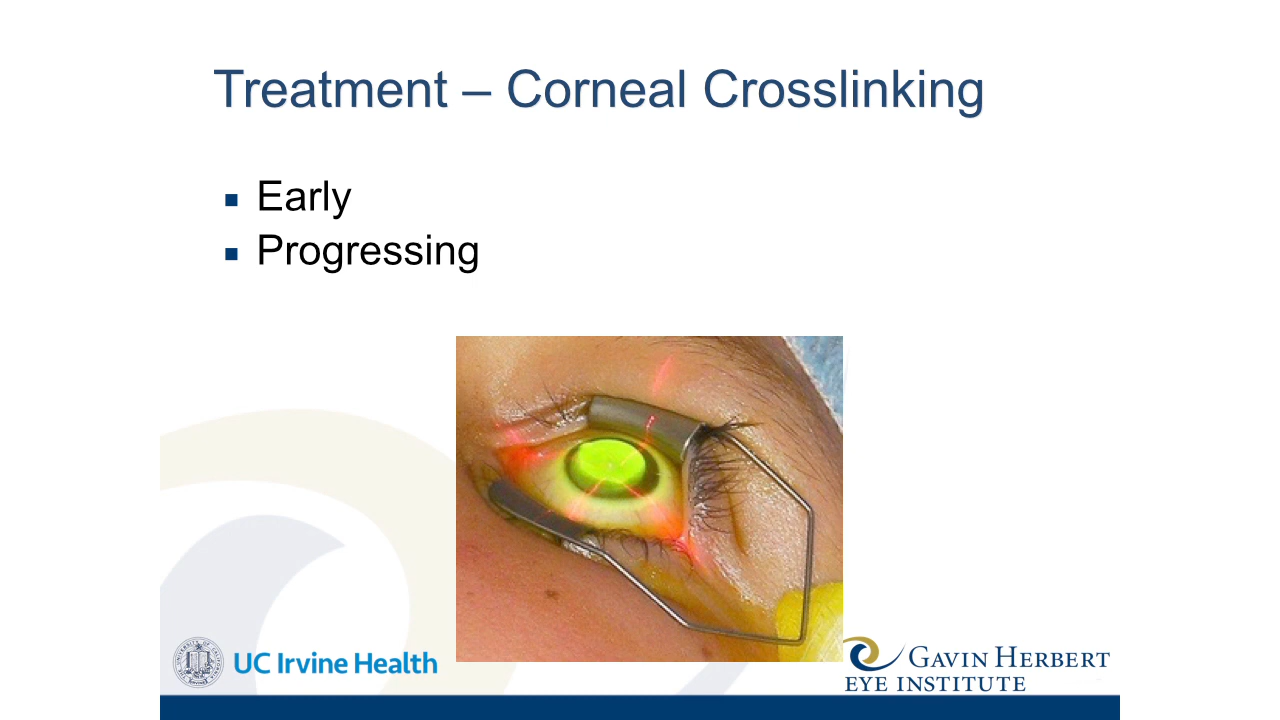 Treatment – Corneal Crosslinking
Early
Progressing
UC Irvine Health
GAVIN HERBERT
EYE INSTITUTE